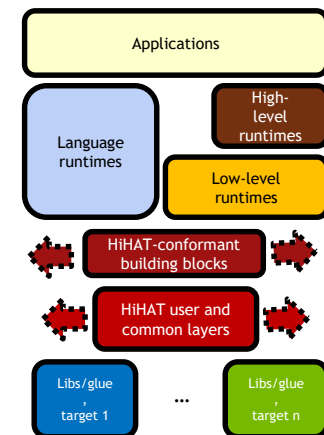 Applications
High-
level
runtimes
Language
runtimes
Low-level
runtimes
HiHAT-conformant
building blocks
HiHAT user and
common layers
Libs/glue
,
target 1
...
Libs/glue
,
target n